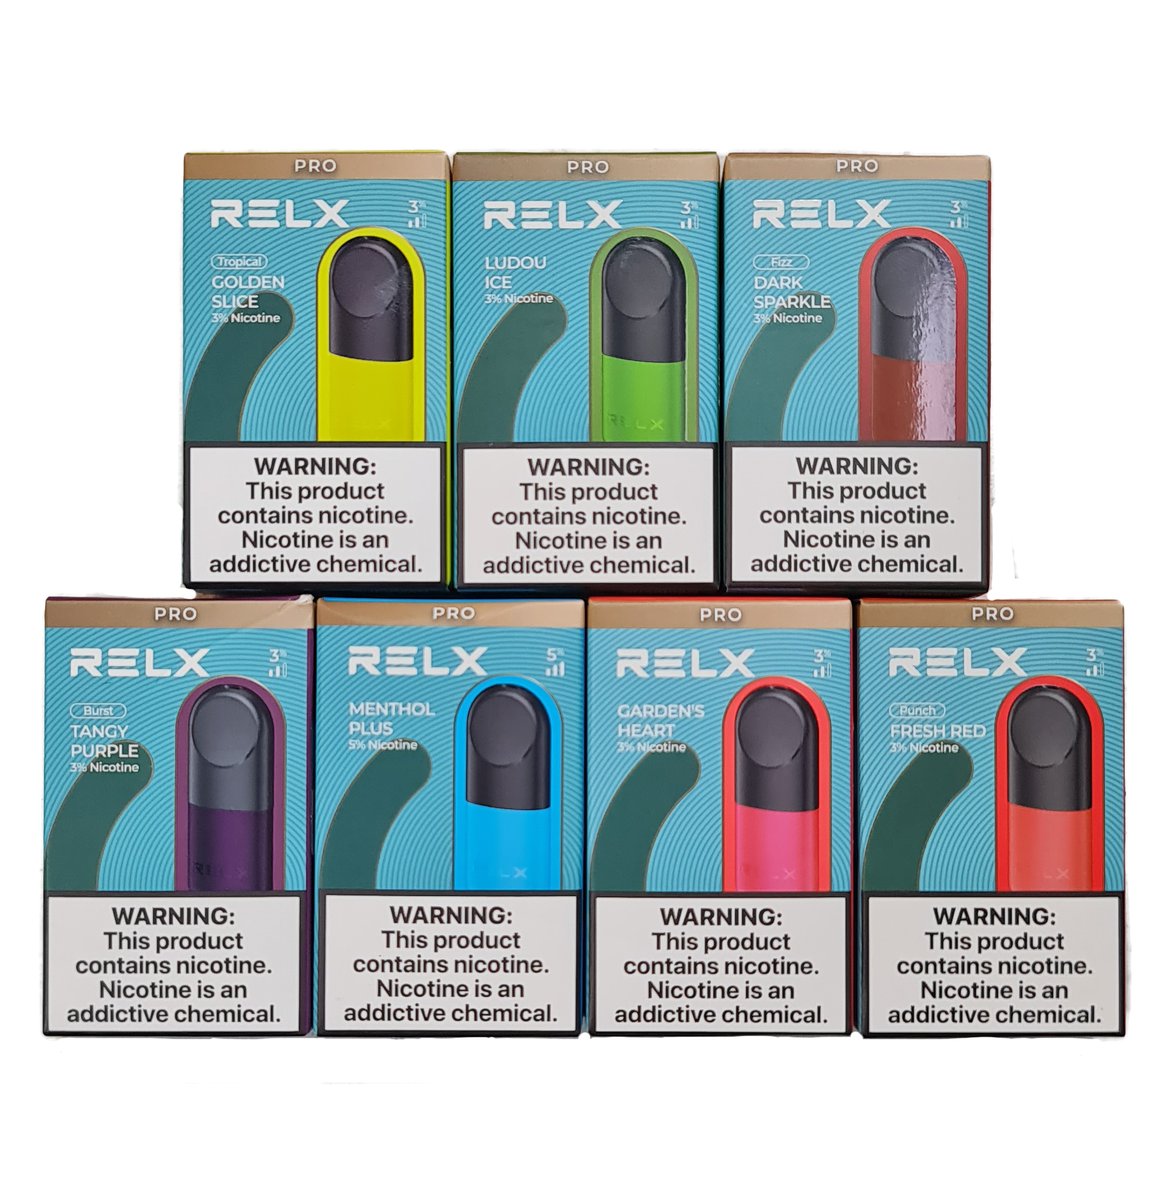 PRO
RELX
3%
Tropical
GOLDEN
SLICE
3% Nicotine
RELX
WARNING:
This product
contains nicotine.
Nicotine is an
addictive chemical.
PRO
RELX
3%
LUDOU
ICE
3% Nicotine
RELX
WARNING:
This product
contains nicotine.
Nicotine is an
addictive chemical.
PRO
RELX
3%
Fizz
DARK
SPARKLE
3% Nicotine
WARNING:
This product
contains nicotine.
Nicotine is an
addictive chemical.
PRO
RELX
3%
Burst
TANGY
PURPLE
3% Nicotine
RELX
WARNING:
This product
contains nicotine.
Nicotine is an
addictive chemical.
PRO
RELX
5%
MENTHOL
PLUS
5% Nicotine
WARNING:
This product
contains nicotine.
Nicotine is an
addictive chemical.
PRO
RELX
3%
GARDEN'S
HEART
3% Nicotine
WARNING:
This product
contains nicotine.
Nicotine is an
addictive chemical.
PRO
RELX
3%
Punch
FRESH RED
3% Nicotine
WARNING:
This product
contains nicotine.
Nicotine is an
addictive chemical.